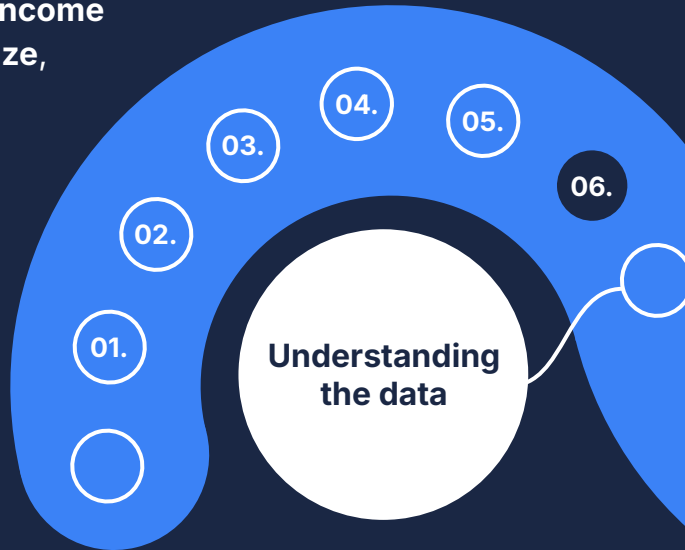 ncome
ze,
04.
05.
03.
06.
02.
01.
Understanding
the data